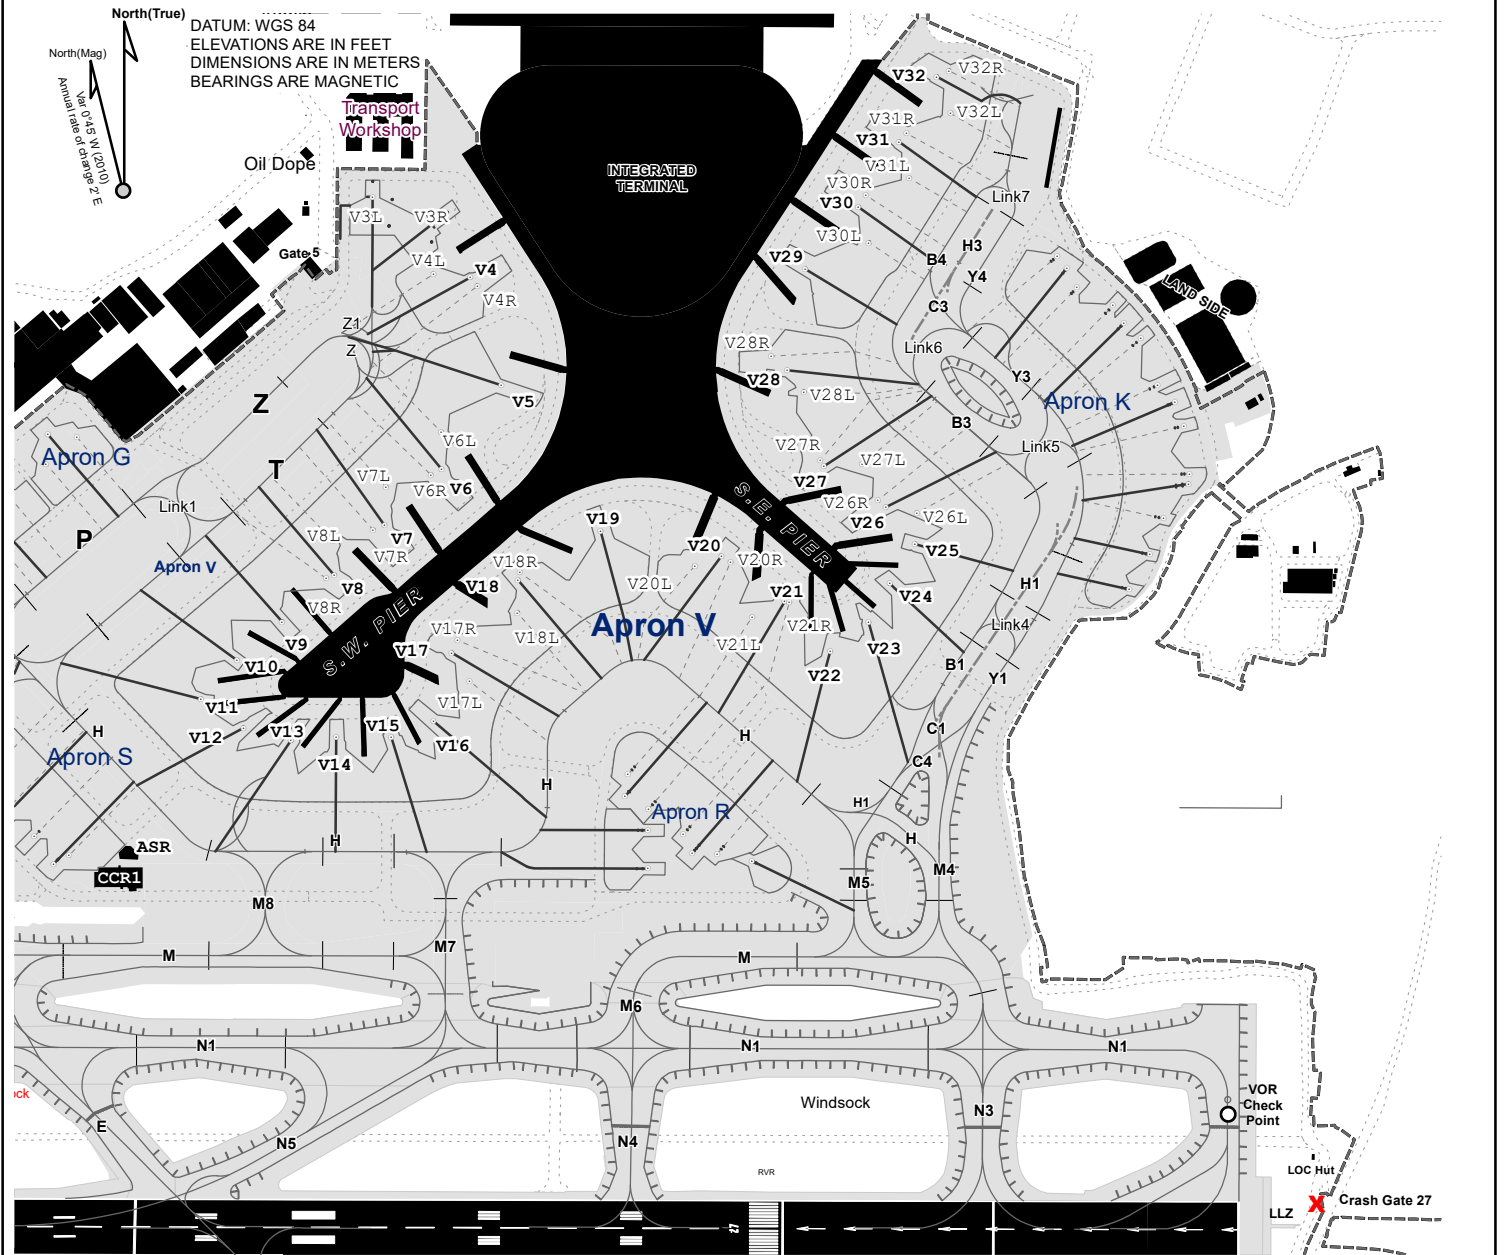 North(True)
North(Mag)
Var 0°45' W (2010)
Annual rate of change 2' E
DATUM: WGS 84
ELEVATIONS ARE IN FEET
DIMENSIONS ARE IN METERS
BEARINGS ARE MAGNETIC
Transport
Workshop
Oil Dope
Gate 5
INTEGRATED
TERMINAL
V32
V32R
V32L
V31R
V31
V31L
V30R
V30
V30L
V29
Link7
H3
B4
Y4
C3
LAND SIDE
V3L
V3R
V4L
V4
V4R
Z1
Z
Z
V5
V28R
V28
V28L
Link6
Y3
B3
Apron K
Link5
Apron G
V6L
V6R
V6
T
V7L
V7
V7R
Link1
P
Apron V
V8L
V8
V8R
V9
V10
V11
V12
V13
V14
V15
V16
V17
V17R
V17L
V18
V18R
V18L
S.W. PIER
V19
V20
V20R
V20L
Apron V
S.E. PIER
V27R
V27
V27L
V26R
V26
V26L
V25
V24
V23
V22
V21
V21R
V21L
H1
Link4
B1
Y1
C1
C4
H
Apron S
H
H
H
H1
H
Apron R
ASR
CCR1
M8
M7
M
M
M5
M4
M6
N1
N1
N1
ock
E
N5
N4
Windsock
N3
RVR
VOR
Check
Point
LOC Hut
X
Crash Gate 27
LLZ
27